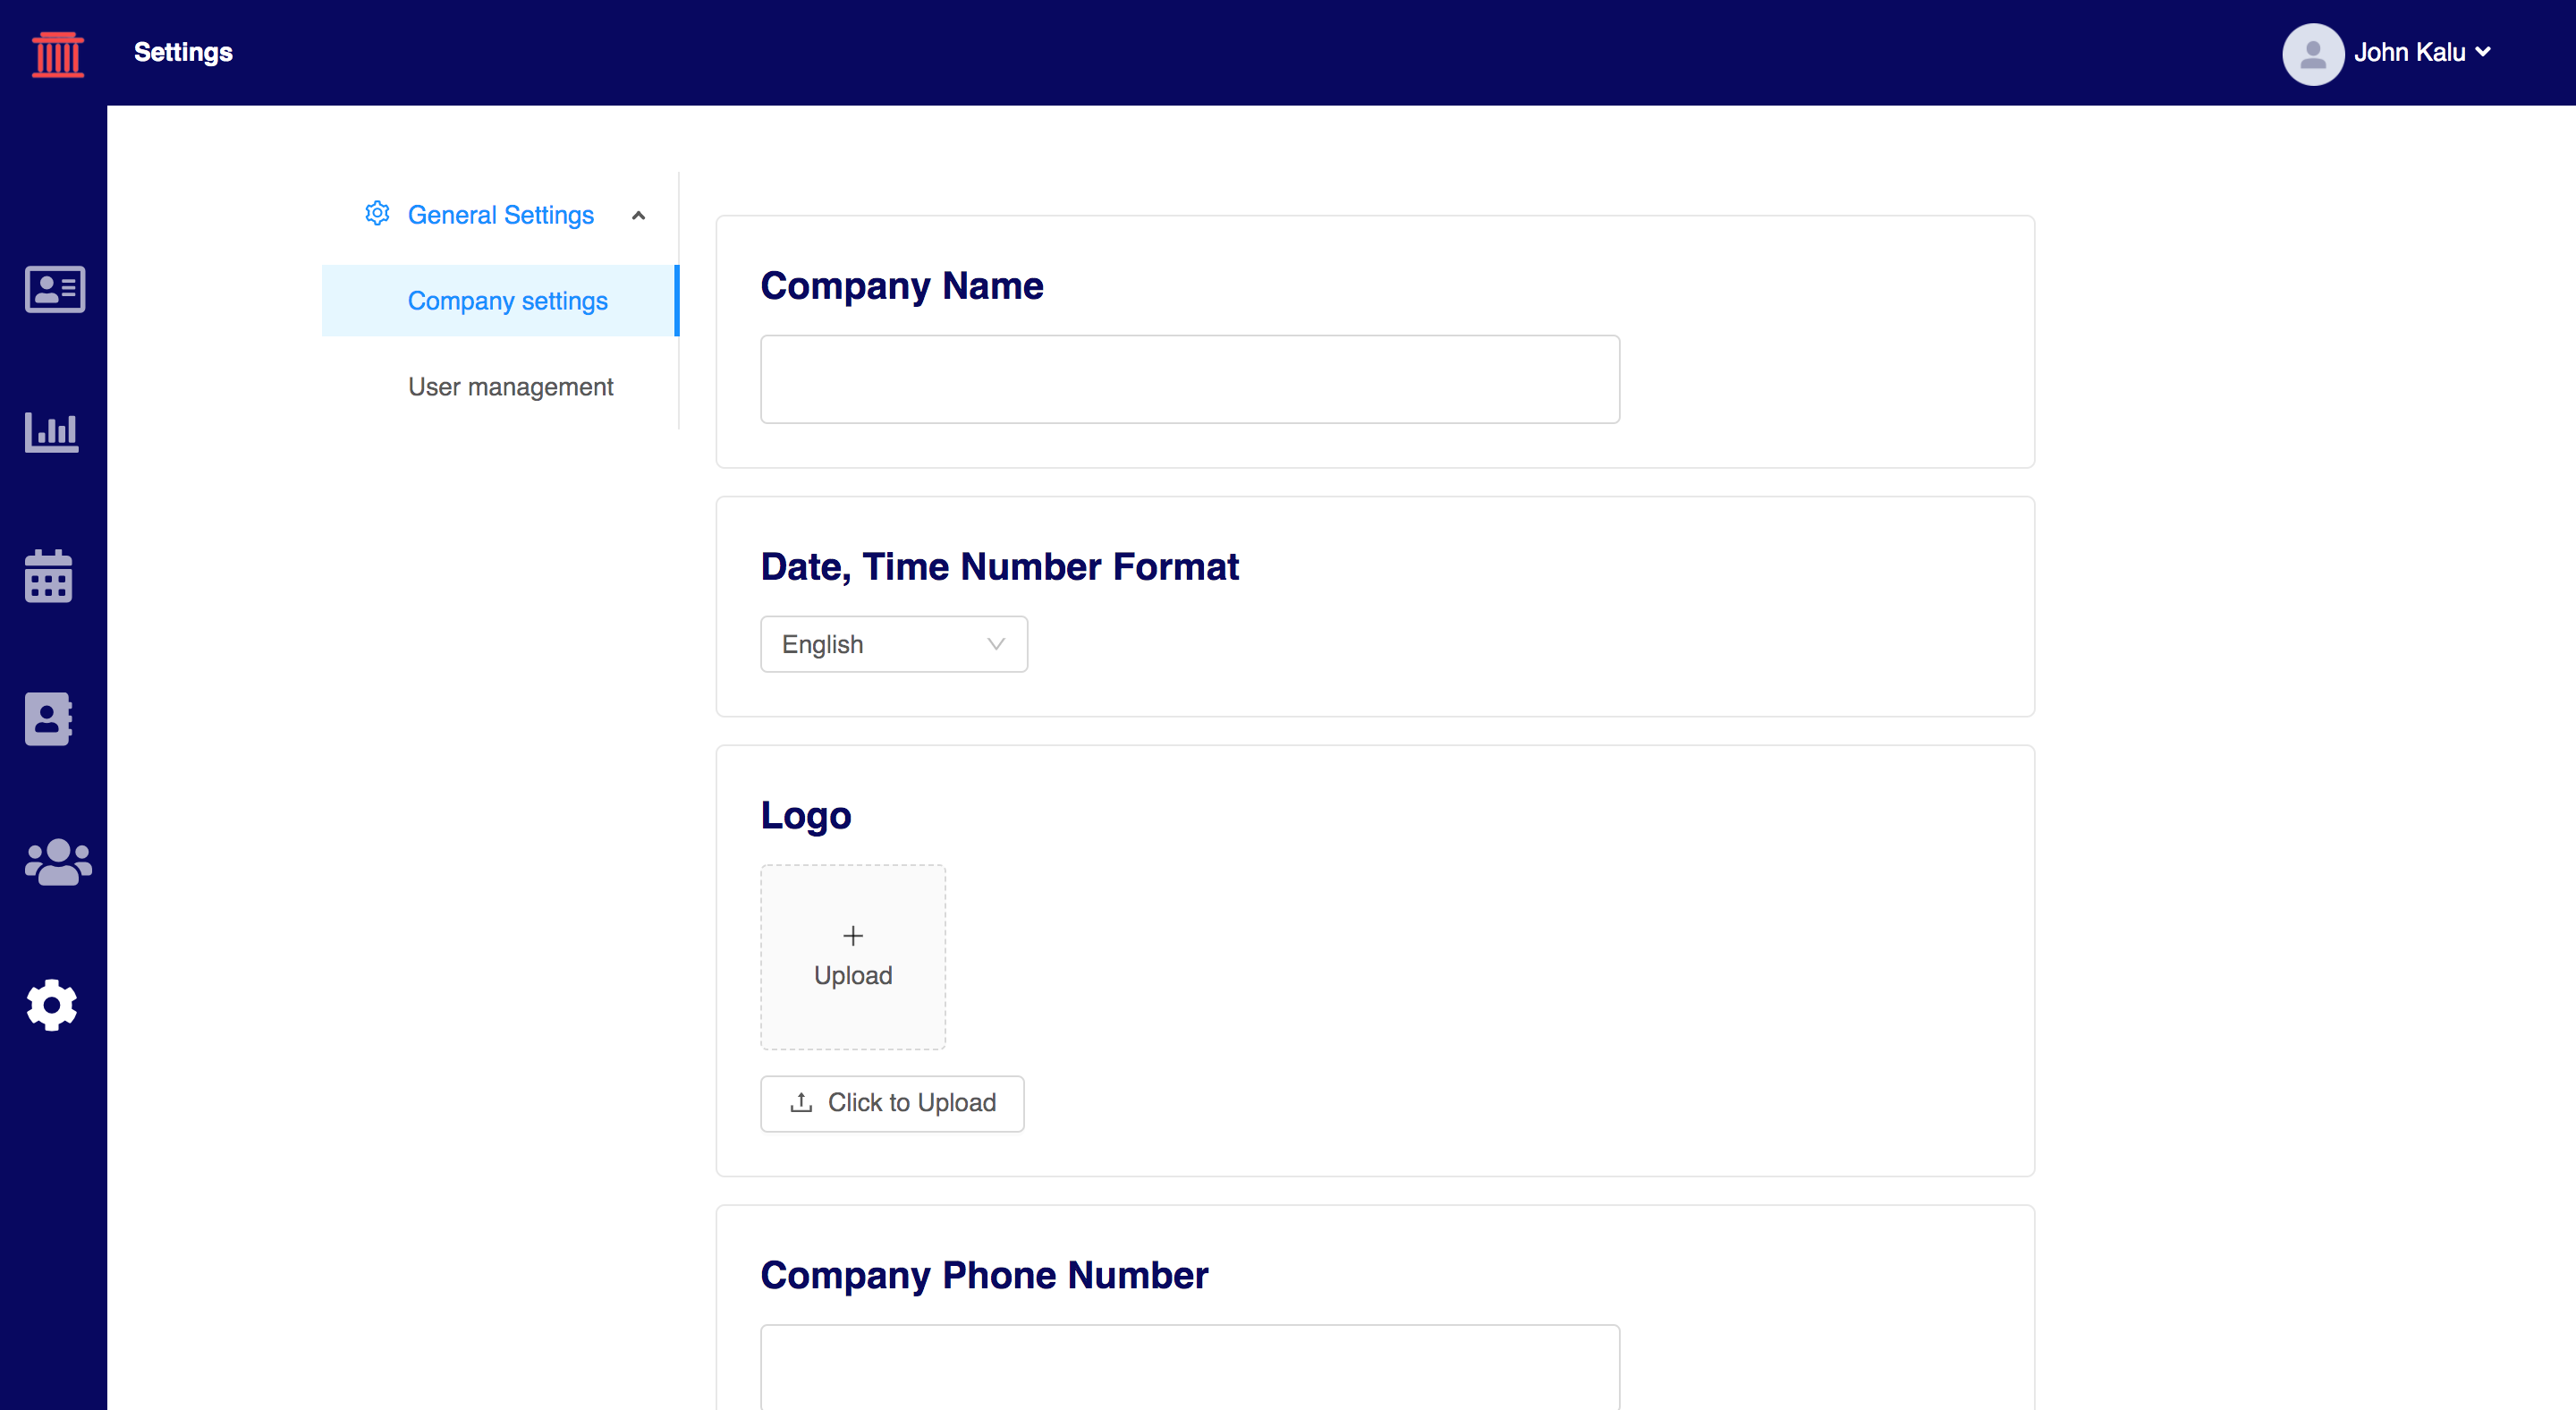 Settings
John Kalu
General Settings
Company settings
User management
Company Name
Date, Time Number Format
English
Logo
Upload
Click to Upload
Company Phone Number